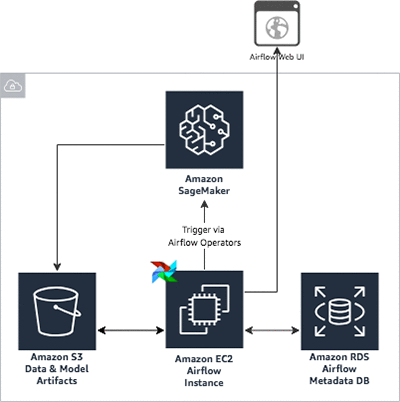 Airflow Web UI
Amazon
SageMaker
Trigger via
Airflow Operators
Amazon S3
Data & Model
Artifacts
Amazon EC2
Airflow
Instance
Amazon RDS
Airflow
Metadata DB